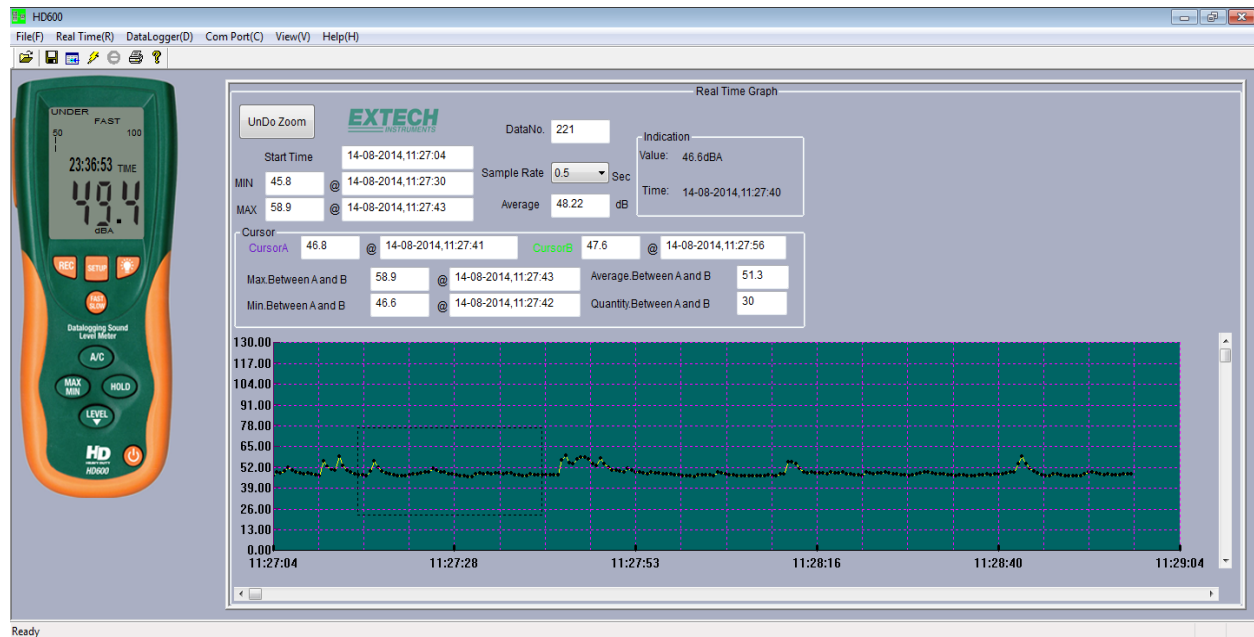 HD600
File(F) Real Time(R) DataLogger(D) Com Port(C) View(V) Help(H)
UNDER
FAST
50 100
23:36:53 TIME
49.4
dBA
REC
SETUP
FAST
SLOW
Datalogging Sound
Level Meter
A/C
MAX
MIN
HOLD
LEVEL
HD
HEAVY DUTY
HD600
Real Time Graph
UnDo Zoom
EXTECH
INSTRUMENTS
DataNo. 221
Start Time 14-08-2014,11:27:04
Sample Rate 0.5 Sec
MIN 45.8 @ 14-08-2014,11:27:30
MAX 58.9 @ 14-08-2014,11:27:43
Average 48.22 dB
Indication
Value: 46.6dBA
Time: 14-08-2014,11:27:40
Cursor
CursorA 46.8 @ 14-08-2014,11:27:41 CursorB 47.6 @ 14-08-2014,11:27:56
Max.Between A and B 58.9 @ 14-08-2014,11:27:43 Average.Between A and B 51.3
Min.Between A and B 46.6 @ 14-08-2014,11:27:42 Quantity.Between A and B 30
130.00
117.00
104.00
91.00
78.00
65.00
52.00
39.00
26.00
13.00
0.00
11:27:04 11:27:28 11:27:53 11:28:16 11:28:40 11:29:04
Ready